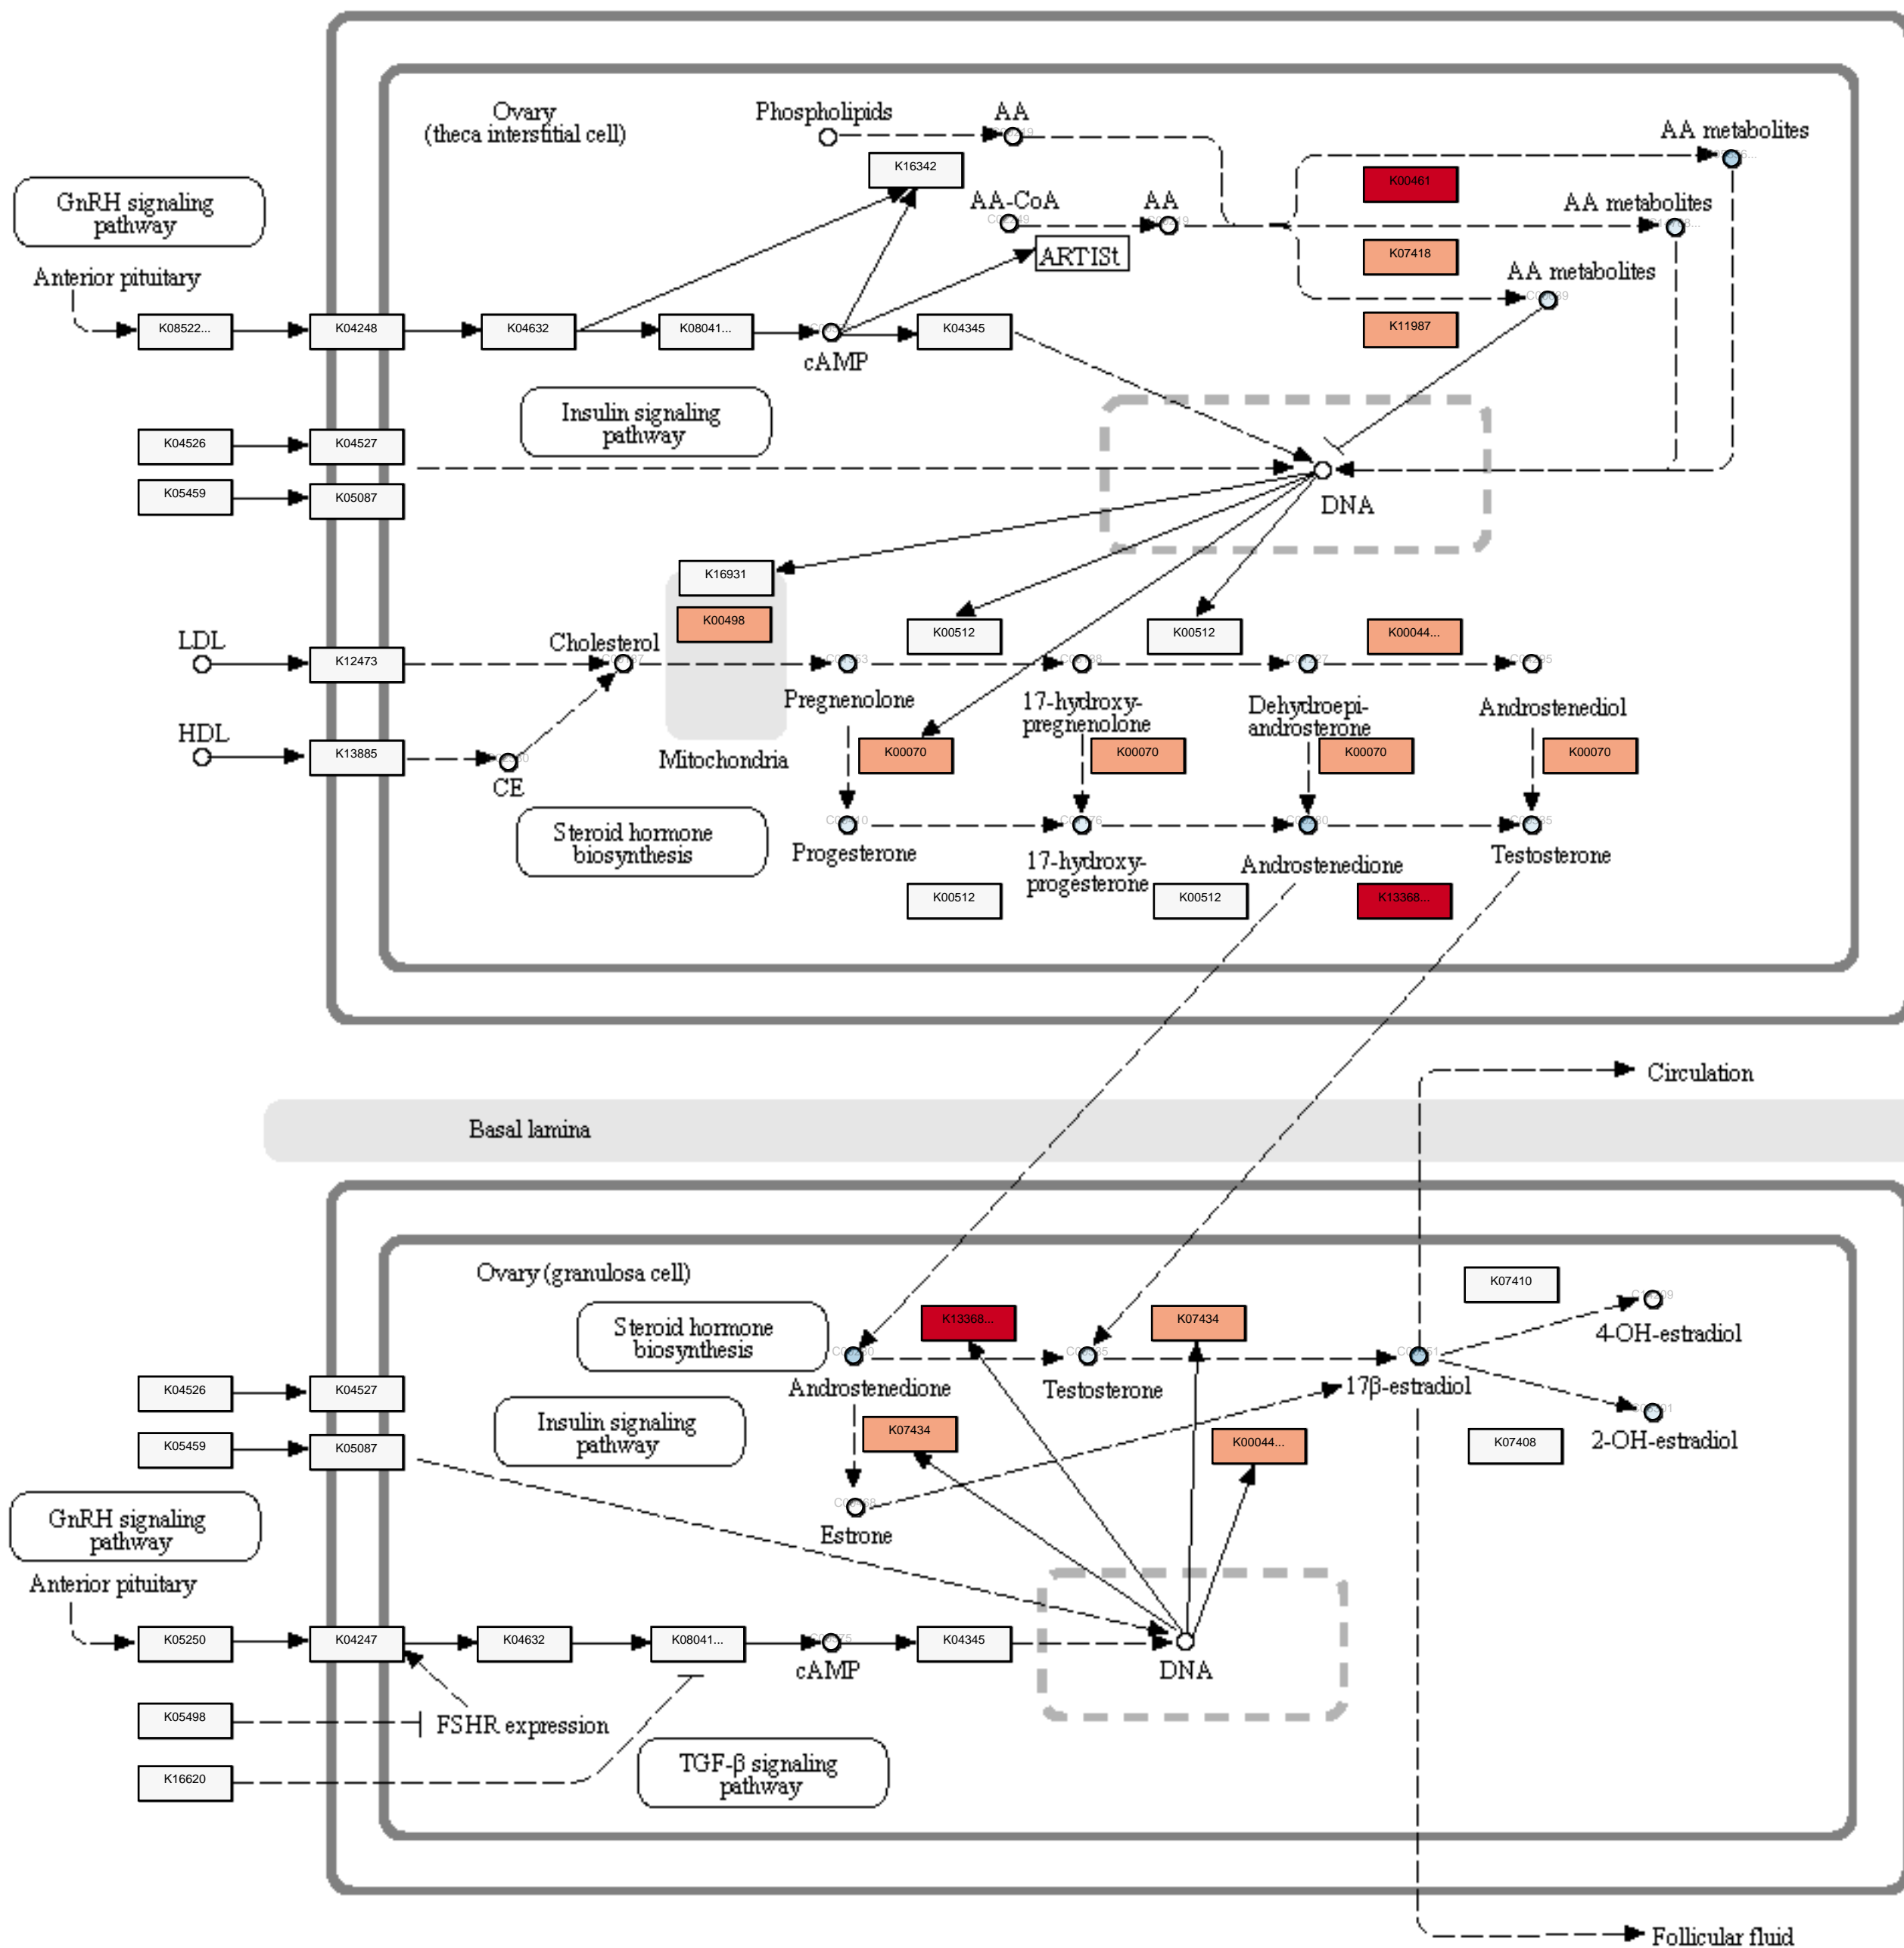 Ovary
(theca interstitial cell)
Phospholipids
AA
AA metabolites
K16342
K00461
GnRH signaling
pathway
AA-CoA
AA
AA metabolites
ARTISt
K07418
AA metabolites
Anterior pituitary
K08522...
K04248
K04632
K08041...
K04345
K11987
cAMP
Insulin signaling
pathway
K04526
K04527
K05459
K05087
DNA
K16931
K00498
LDL
Cholesterol
K00512
K00512
K00044...
K12473
Pregnenolone
17-hydroxy-
pregnenolone
Dehydroepi-
androsterone
Androstenediol
HDL
K13885
CE
Mitochondria
K00070
K00070
K00070
K00070
Steroid hormone
biosynthesis
Progesterone
17-hydroxy-
progesterone
Androstenedione
Testosterone
K00512
K00512
K13368...
Circulation
Basal lamina
Ovary (granulosa cell)
K07410
Steroid hormone
biosynthesis
K13368...
K07434
4-OH-estradiol
K04526
K04527
Androstenedione
Testosterone
17β-estradiol
Insulin signaling
pathway
K07434
K00044...
K07408
2-OH-estradiol
K05459
K05087
GnRH signaling
pathway
Estrone
Anterior pituitary
K05250
K04247
K04632
K08041...
cAMP
K04345
DNA
K05498
FSHR expression
K16620
TGF-β signaling
pathway
Follicular fluid